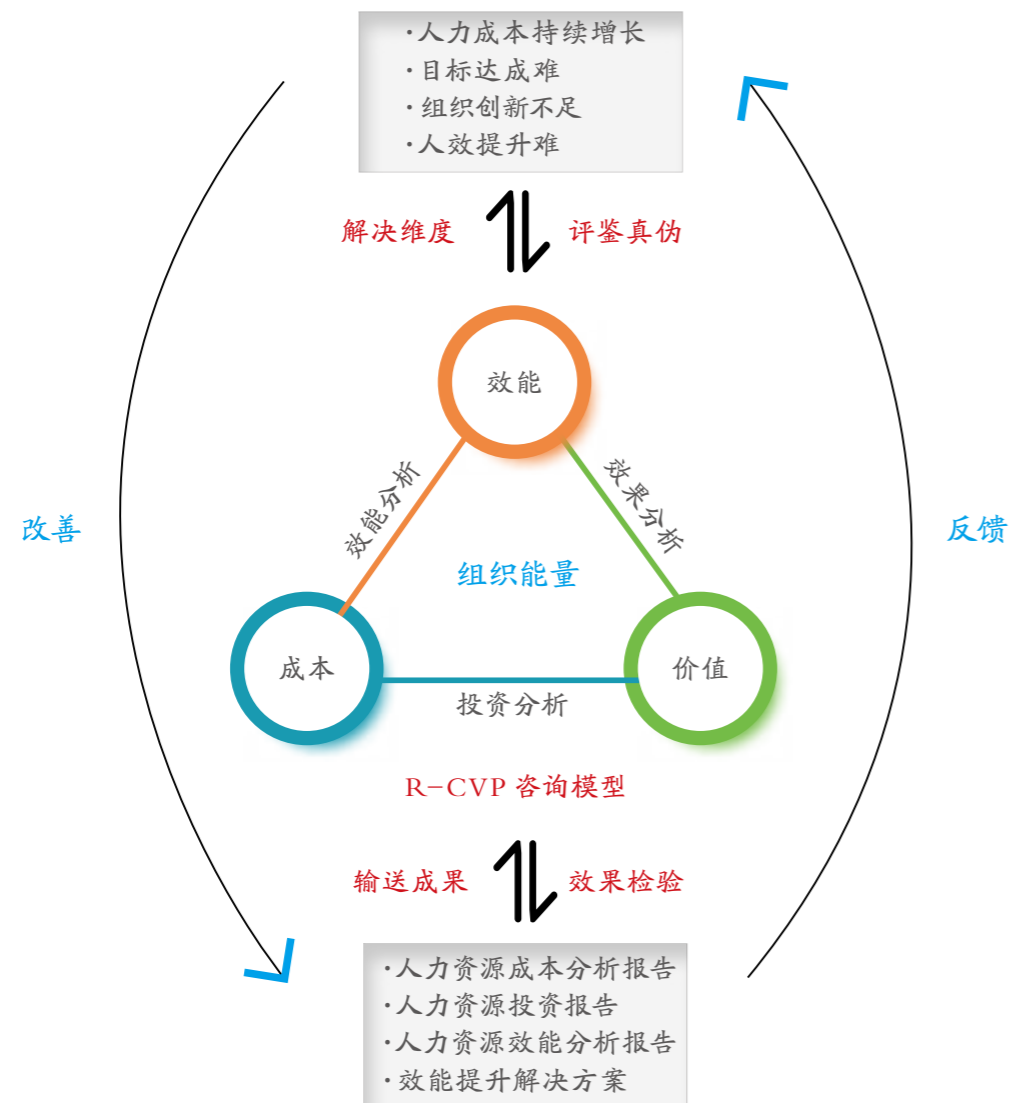 ·人力成本持续增长
·目标达成难
·组织创新不足
·人效提升难
解决维度
评鉴真伪
效能
效能分析
效果分析
改善
组织能量
反馈
成本
价值
投资分析
R-CVP 咨询模型
输送成果
效果检验
·人力资源成本分析报告
·人力资源投资报告
·人力资源效能分析报告
·效能提升解决方案